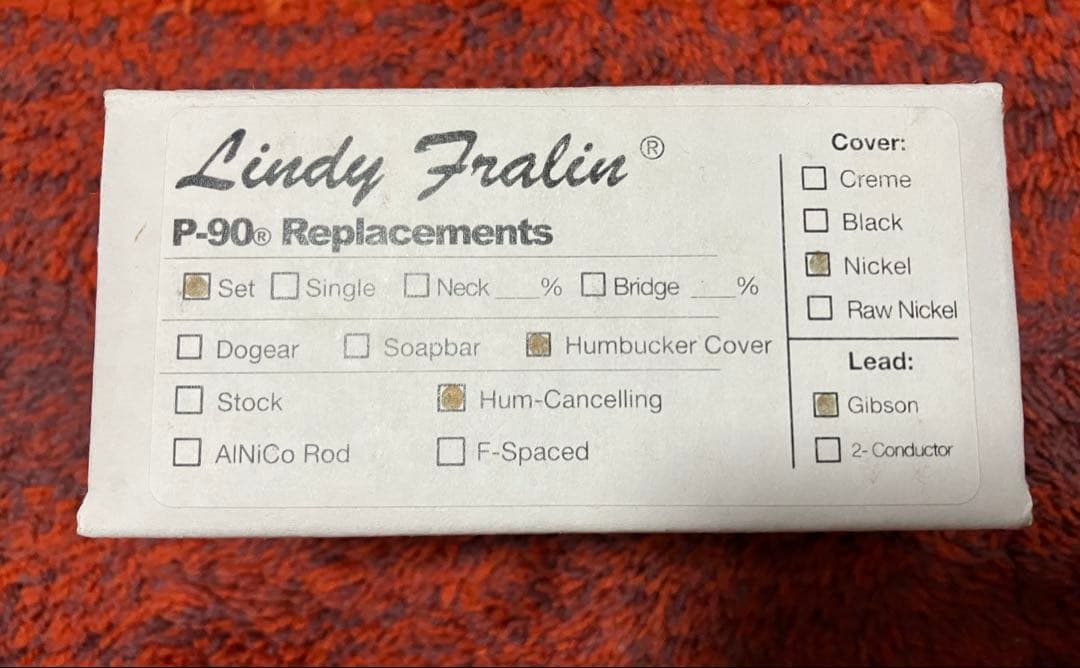 Lindy Fralin®
P-90® Replacements
Set Single Neck ___% Bridge ___%
Dogear Soapbar Humbucker Cover
Stock Hum-Cancelling
AlNiCo Rod F-Spaced
Cover:
Creme
Black
Nickel
Raw Nickel
Lead:
Gibson
2- Conductor